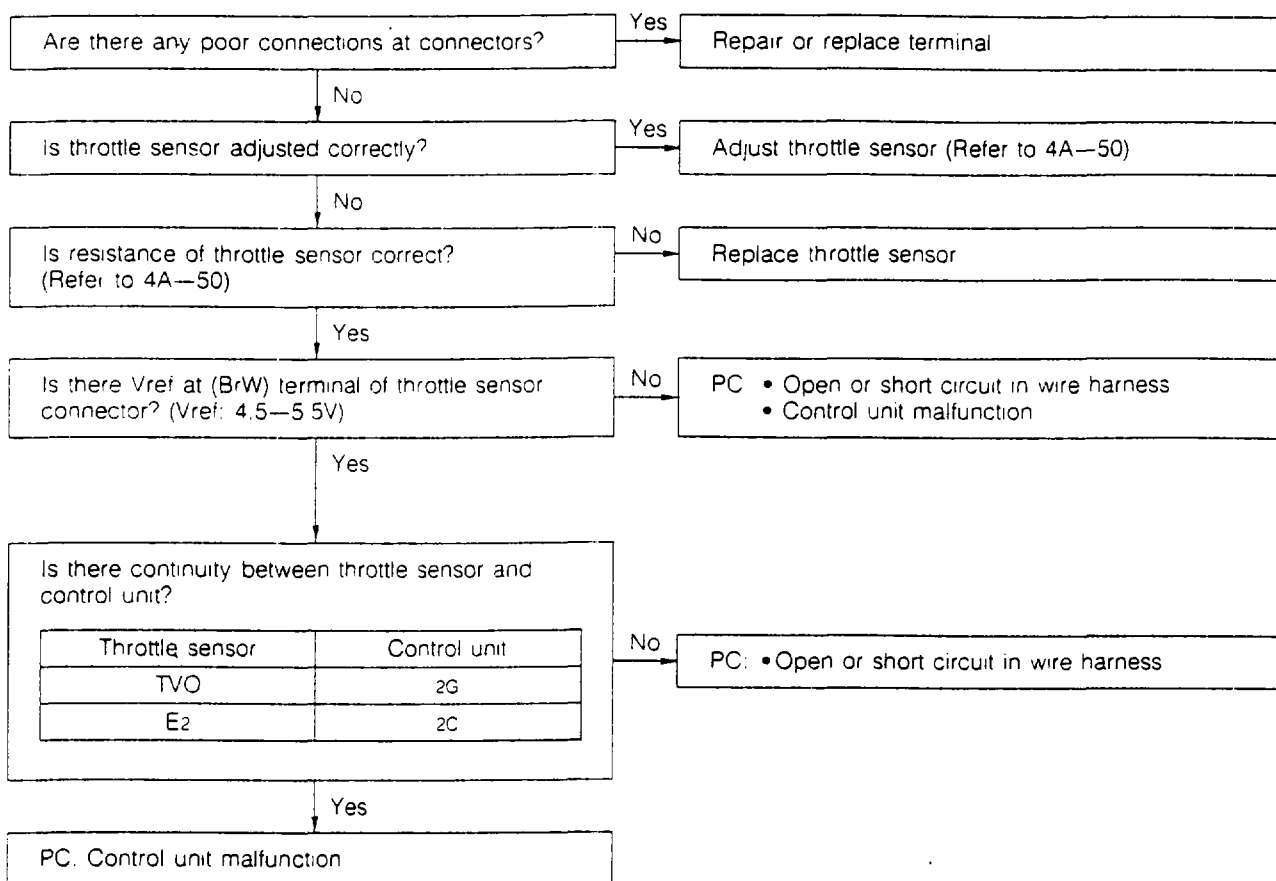 Are there any poor connections at connectors?
Yes
Repair or replace terminal
No
Is throttle sensor adjusted correctly?
Yes
Adjust throttle sensor (Refer to 4A—50)
No
Is resistance of throttle sensor correct?
(Refer to 4A—50)
No
Replace throttle sensor
Yes
Is there Vref at (BrW) terminal of throttle sensor
connector? (Vref: 4.5—5 5V)
No
PC • Open or short circuit in wire harness
• Control unit malfunction
Yes
Is there continuity between throttle sensor and
control unit?
Throttle sensor Control unit
TVO 2G
E2 2C
No
PC: • Open or short circuit in wire harness
Yes
PC. Control unit malfunction